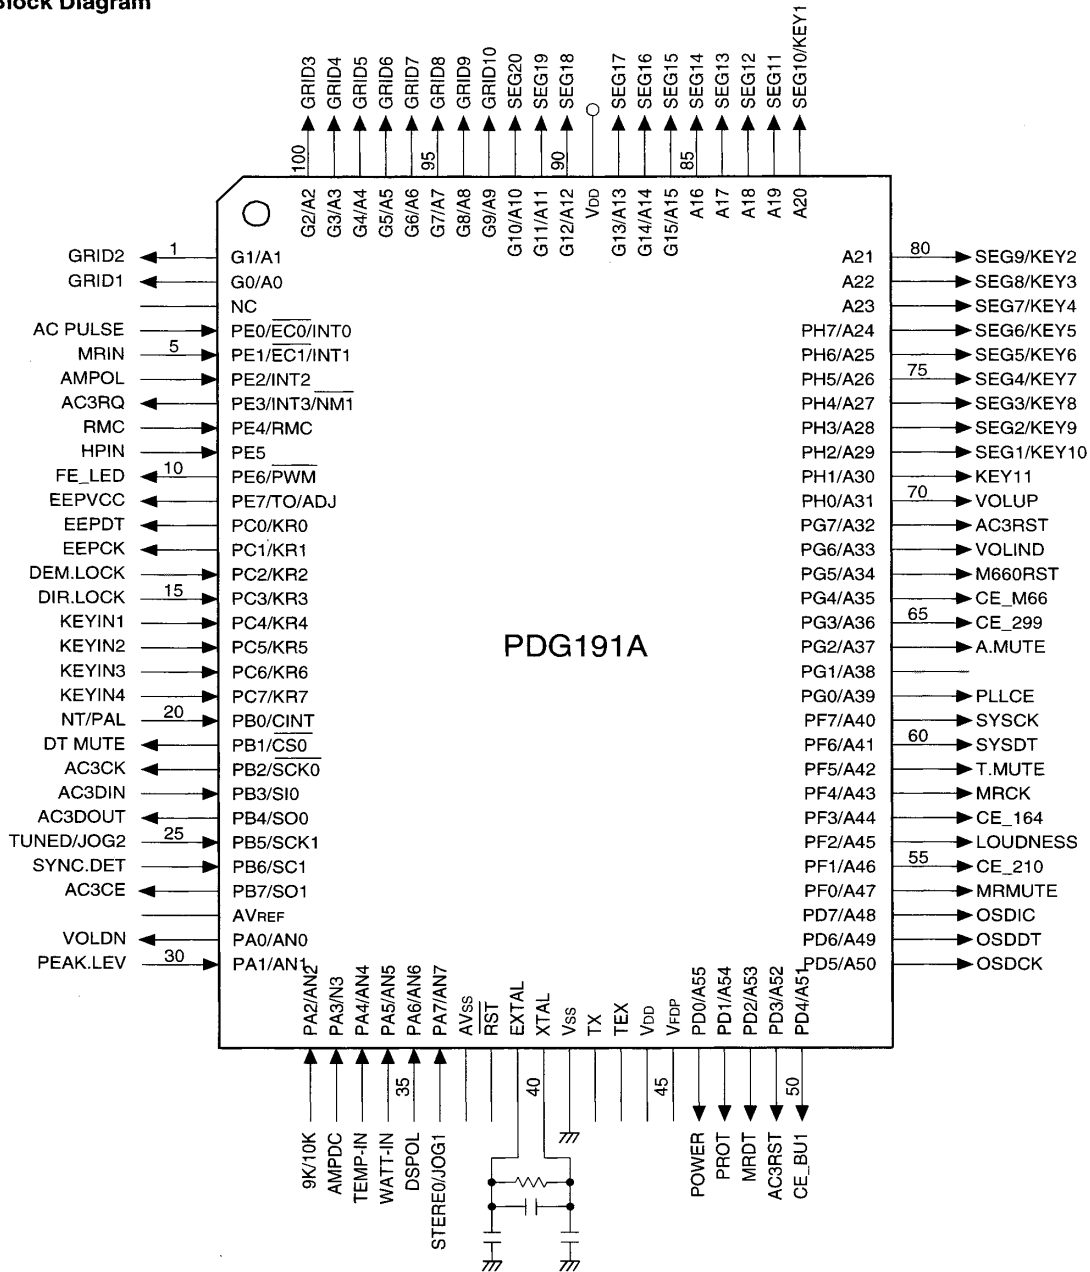 Block Diagram
GRID3 GRID4 GRID5 GRID6 GRID7 GRID8 GRID9 GRID10 SEG20 SEG19 SEG18 SEG17 SEG16 SEG15 SEG14 SEG13 SEG12 SEG11 SEG10/KEY1
100 95 90 85
G2/A2 G3/A3 G4/A4 G5/A5 G6/A6 G7/A7 G8/A8 G9/A9 G10/A10 G11/A11 G12/A12 VDD G13/A13 G14/A14 G15/A15 A16 A17 A18 A19 A20
GRID2 1 G1/A1 A21 80 SEG9/KEY2
GRID1 G0/A0 A22 SEG8/KEY3
NC A23 SEG7/KEY4
AC PULSE PE0/EC0/INT0 PH7/A24 SEG6/KEY5
MRIN 5 PE1/EC1/INT1 PH6/A25 SEG5/KEY6
AMPOL PE2/INT2 PH5/A26 75 SEG4/KEY7
AC3RQ PE3/INT3/NM1 PH4/A27 SEG3/KEY8
RMC PE4/RMC PH3/A28 SEG2/KEY9
HPIN PE5 PH2/A29 SEG1/KEY10
FE_LED 10 PE6/PWM PH1/A30 KEY11
EEPVCC PE7/TO/ADJ PH0/A31 70 VOLUP
EEPDT PC0/KR0 PG7/A32 AC3RST
EEPCK PC1/KR1 PG6/A33 VOLIND
DEM.LOCK PC2/KR2 PG5/A34 M660RST
DIR.LOCK 15 PC3/KR3 PG4/A35 CE_M66
KEYIN1 PC4/KR4 PG3/A36 65 CE_299
KEYIN2 PC5/KR5 PDG191A PG2/A37 A.MUTE
KEYIN3 PC6/KR6 PG1/A38
KEYIN4 PC7/KR7 PG0/A39 PLLCE
NT/PAL 20 PB0/CINT PF7/A40 SYSCK
DT MUTE PB1/CS0 PF6/A41 60 SYSDT
AC3CK PB2/SCK0 PF5/A42 T.MUTE
AC3DIN PB3/SI0 PF4/A43 MRCK
AC3DOUT PB4/SO0 PF3/A44 CE_164
TUNED/JOG2 25 PB5/SCK1 PF2/A45 LOUDNESS
SYNC.DET PB6/SC1 PF1/A46 55 CE_210
AC3CE PB7/SO1 PF0/A47 MRMUTE
AVREF PD7/A48 OSDIC
VOLDN PA0/AN0 PD6/A49 OSDDT
PEAK.LEV 30 PA1/AN1 PD5/A50 OSDCK
PA2/AN2 PA3/N3 PA4/AN4 PA5/AN5 PA6/AN6 PA7/AN7 AVSS RST EXTAL XTAL VSS TX TEX VDD VFDP PD0/A55 PD1/A54 PD2/A53 PD3/A52 PD4/A51
35 40 45 50
9K/10K AMPDC TEMP-IN WATT-IN DSPOL STERE0/JOG1 POWER PROT MRDT AC3RST CE_BU1